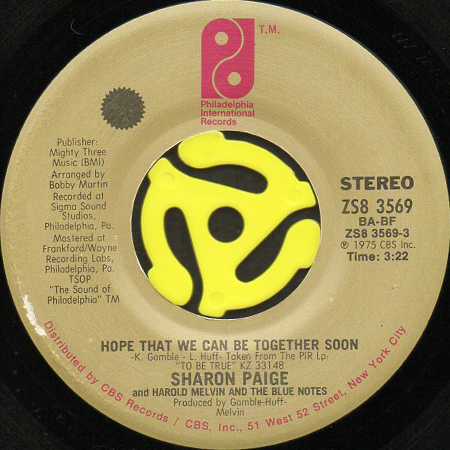 T.M.
Philadelphia
International
Records
Publisher:
Mighty Three
Music (BMI)
Arranged by
Bobby Martin
Recorded at
Sigma Sound
Studios,
Philadelphia, Pa.
Mastered at
Frankford/Wayne
Recording Labs,
Philadelphia, Pa.
TSOP
"The Sound of
Philadelphia" TM
STEREO
ZS8 3569
BA-BF
ZS8 3569-3
℗ 1975 CBS Inc.
Time: 3:22
HOPE THAT WE CAN BE TOGETHER SOON
-K. Gamble - L. Huff- Taken From The PIR Lp:
"TO BE TRUE" KZ 33148
SHARON PAIGE
and HAROLD MELVIN AND THE BLUE NOTES
Produced by Gamble-Huff-
Melvin
Distributed by CBS Records / CBS, Inc., 51 West 52 Street, New York City